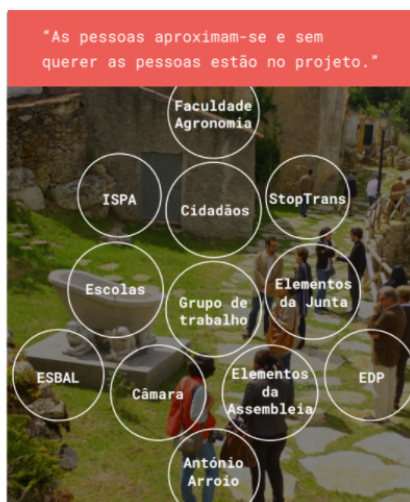 “As pessoas aproximam-se e sem
querer as pessoas estão no projeto.”
Faculdade
Agronomia
ISPA
Cidadãos
StopTrans
Escolas
Grupo de
trabalho
Elementos
da Junta
ESBAL
Câmara
Elementos
da
Assembleia
EDP
António
Arroio